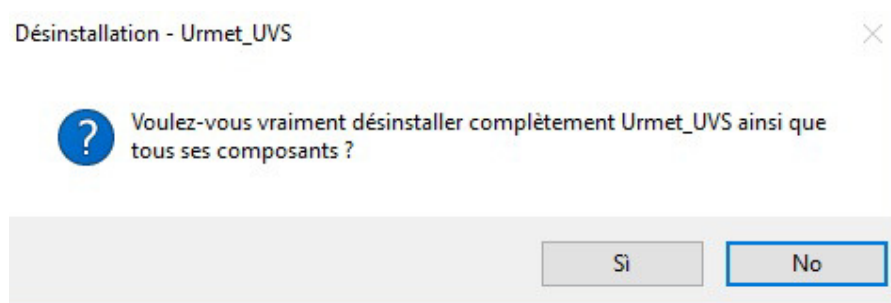 Désinstallation - Urmet_UVS
Voulez-vous vraiment désinstaller complètement Urmet_UVS ainsi que
tous ses composants ?
Sì
No